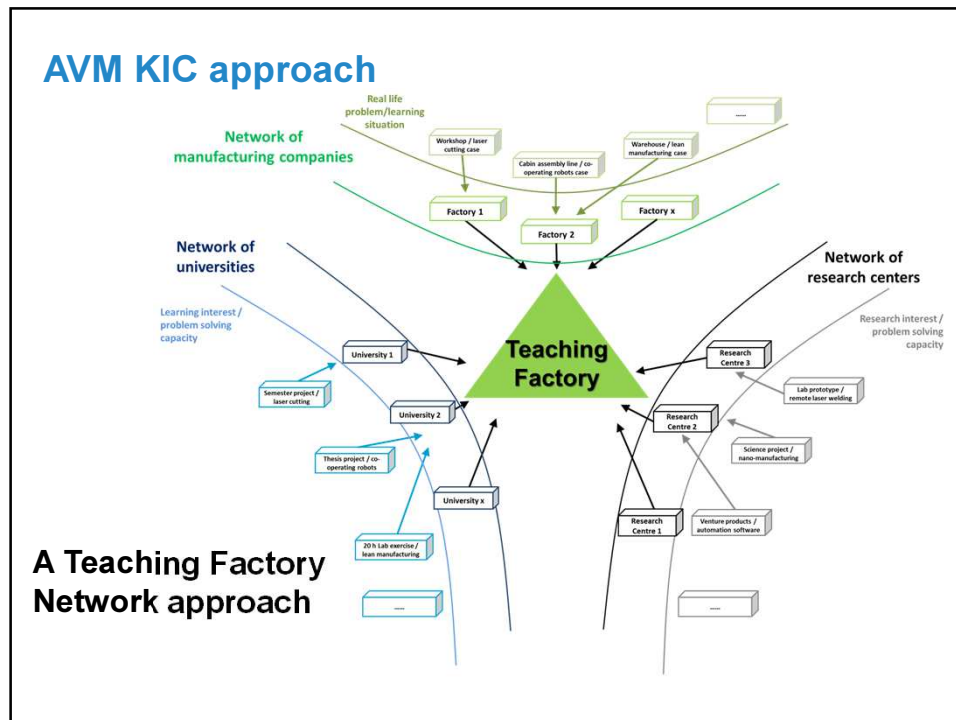 AVM KIC approach
Real life
problem/learning
situation
Network of
manufacturing companies
Workshop / laser
cutting case
Cabin assembly line / co-
operating robots case
Warehouse / lean
manufacturing case
.....
Factory 1
Factory 2
Factory x
Network of
universities
Network of
research centers
Learning interest /
problem solving
capacity
Research interest /
problem solving
capacity
Teaching
Factory
University 1
Semester project /
laser cutting
University 2
Thesis project / co-
operating robots
University x
20 h Lab exercise /
lean manufacturing
.....
Research
Centre 3
Lab prototype /
remote laser welding
Research
Centre 2
Science project /
nano-manufacturing
Research
Centre 1
Venture products /
automation software
.....
A Teaching Factory
Network approach